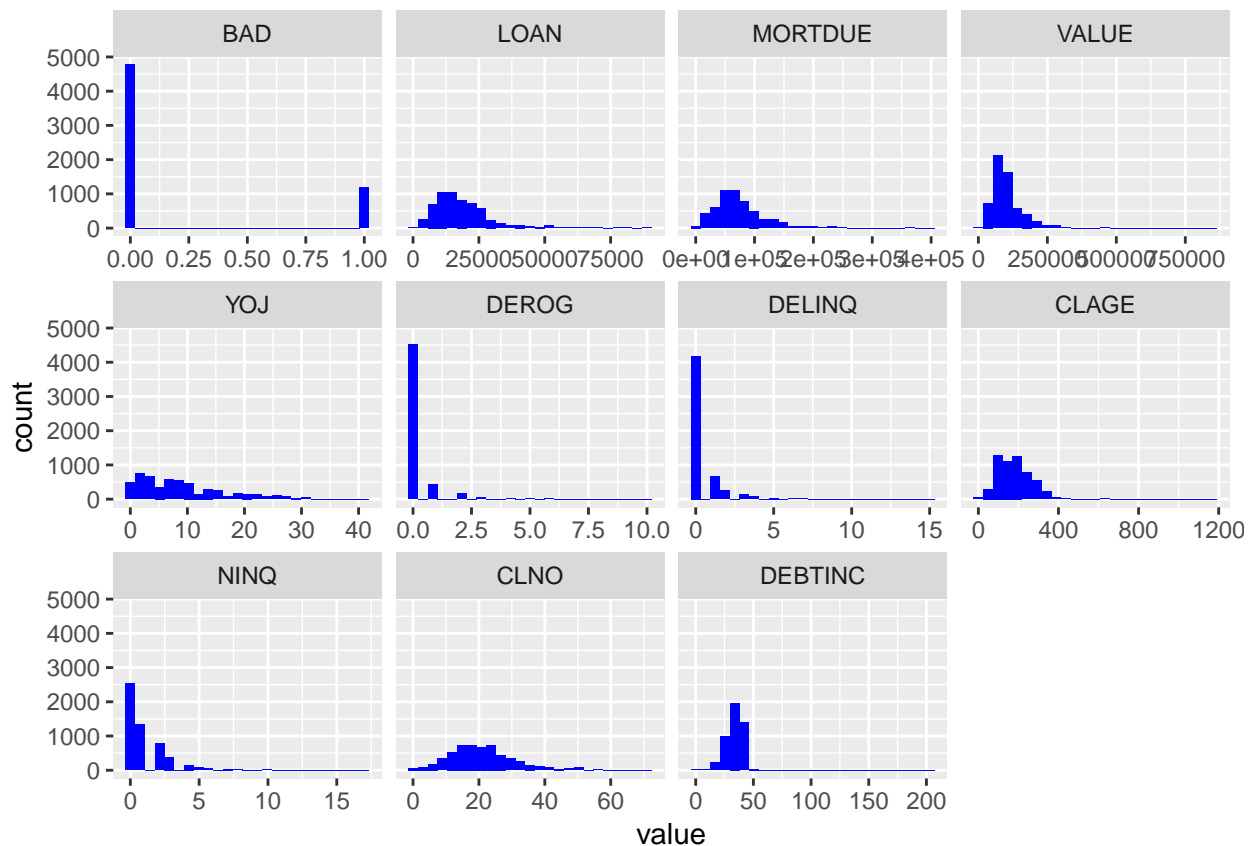 BAD LOAN MORTDUE VALUE
5000
4000
3000
2000
1000
0
0.00 0.25 0.50 0.75 1.00 0 25000 50000 75000 0e+00 1e+05 2e+05 3e+05 4e+05 0 250000 500000 750000
YOJ DEROG DELINQ CLAGE
5000
4000
3000
2000
1000
0
0 10 20 30 40 0.0 2.5 5.0 7.5 10.0 0 5 10 15 0 400 800 1200
count
NINQ CLNO DEBTINC
5000
4000
3000
2000
1000
0
0 5 10 15 0 20 40 60 0 50 100 150 200
value